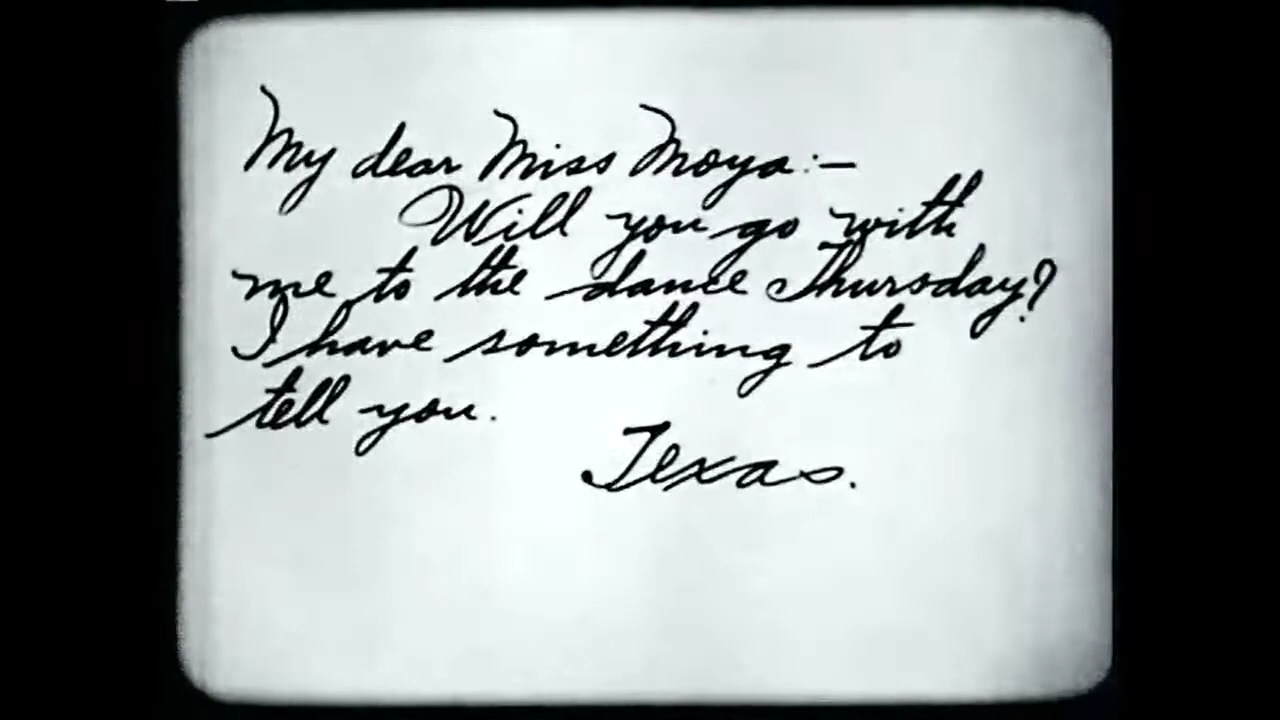 My dear Miss Moya:—
Will you go with
me to the dance Thursday?
I have something to
tell you.
Texas.